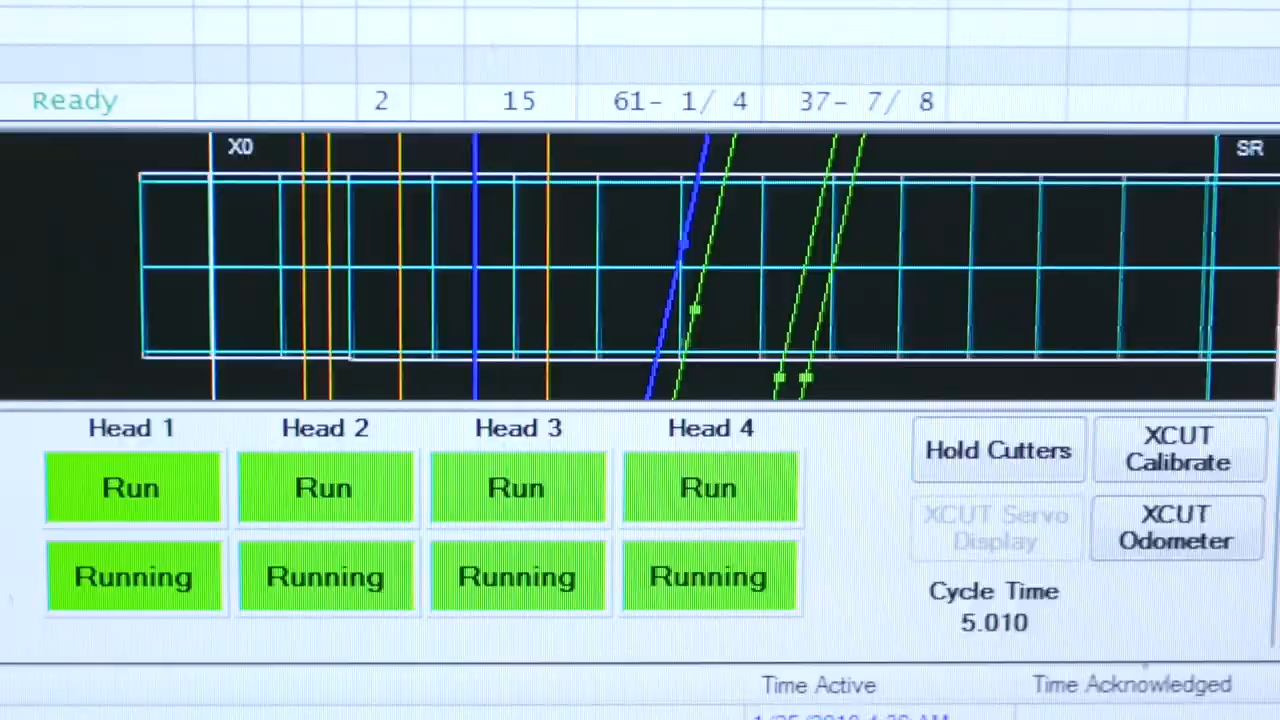 Ready 2 15 61- 1/ 4 37- 7/ 8
X0 SR
Head 1 Head 2 Head 3 Head 4
Run Run Run Run
Running Running Running Running
Hold Cutters
XCUT
Calibrate
XCUT Servo
Display
XCUT
Odometer
Cycle Time
5.010
Time Active Time Acknowledged